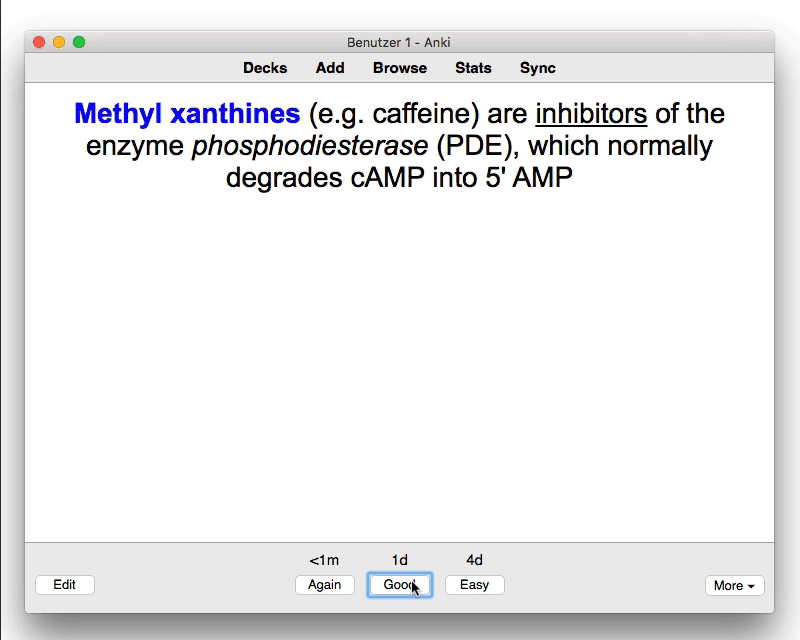 Benutzer 1 - Anki
Decks Add Browse Stats Sync
Methyl xanthines (e.g. caffeine) are inhibitors of the
enzyme phosphodiesterase (PDE), which normally
degrades cAMP into 5' AMP
<1m 1d 4d
Edit Again Good Easy More